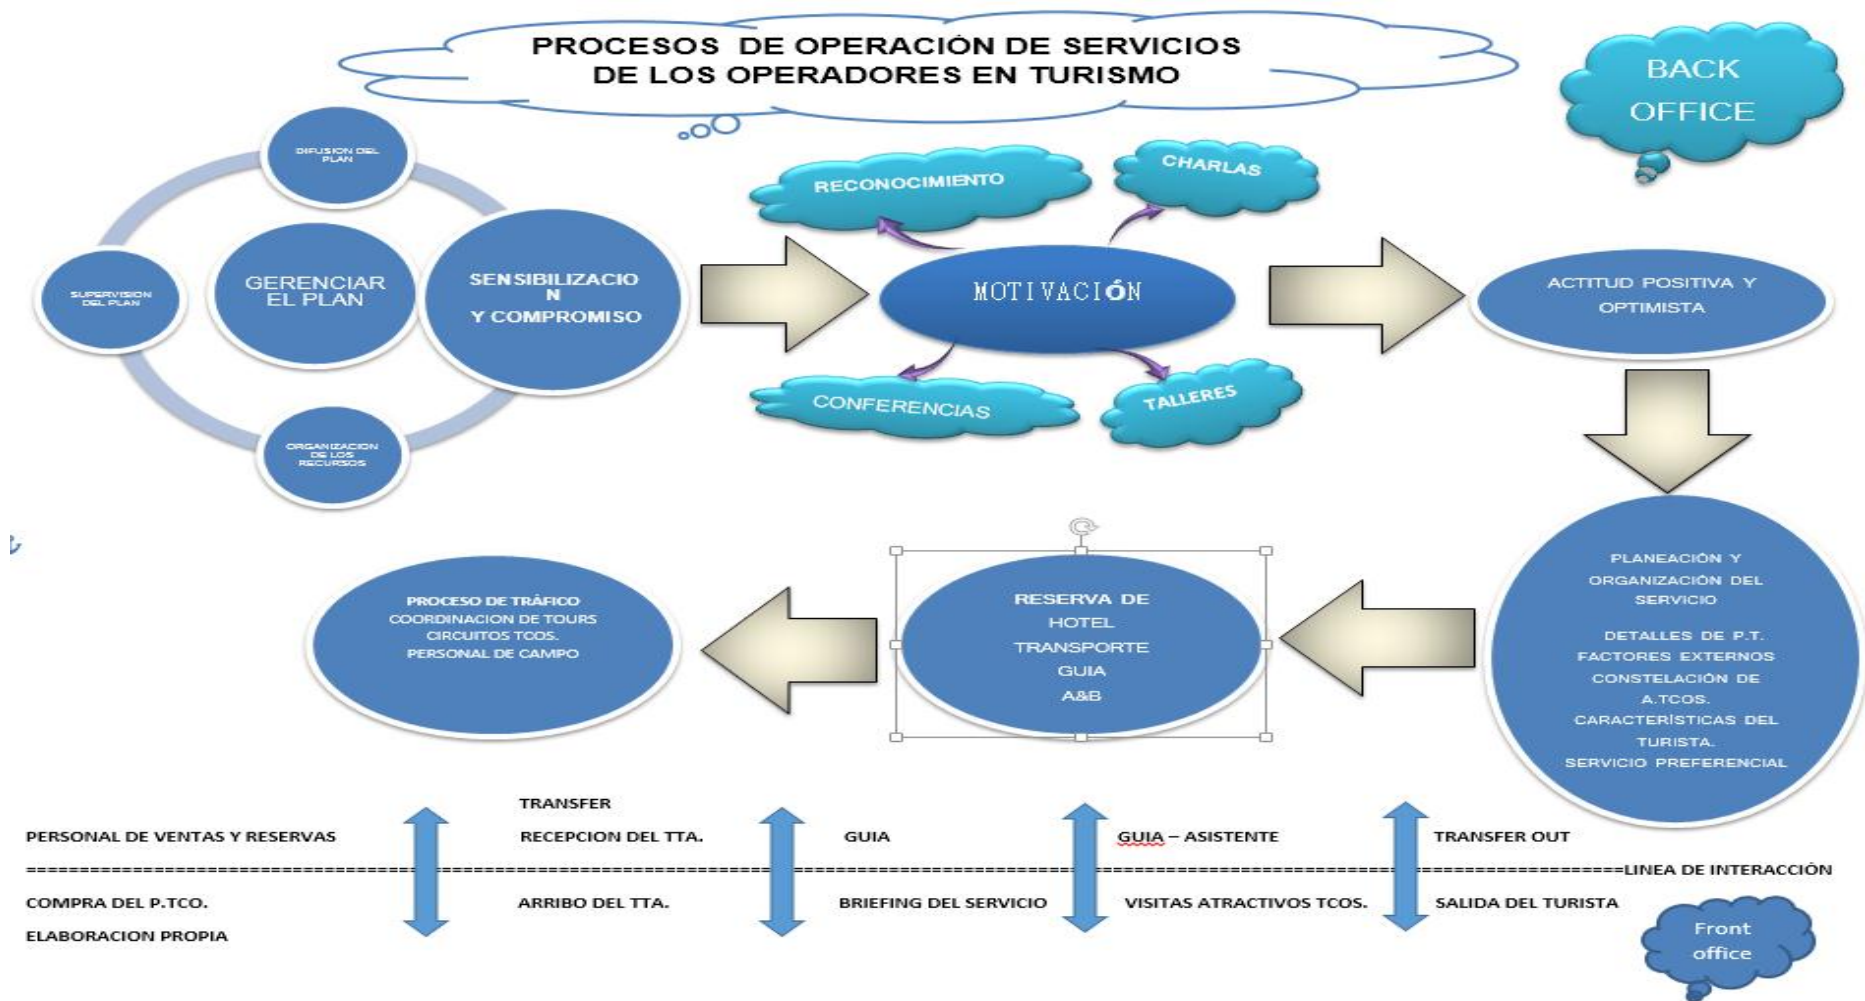 PROCESOS DE OPERACIÓN DE SERVICIOS
DE LOS OPERADORES EN TURISMO
BACK
OFFICE
DIFUSION DEL
PLAN
SUPERVISION
DEL PLAN
GERENCIAR
EL PLAN
SENSIBILIZACIO
N
Y COMPROMISO
ORGANIZACION
DE LOS
RECURSOS
RECONOCIMIENTO
CHARLAS
MOTIVACIÓN
CONFERENCIAS
TALLERES
ACTITUD POSITIVA Y
OPTIMISTA
PLANEACIÓN Y
ORGANIZACIÓN DEL
SERVICIO
DETALLES DE P.T.
FACTORES EXTERNOS
CONSTELACIÓN DE
A.TCOS.
CARACTERÍSTICAS DEL
TURISTA.
SERVICIO PREFERENCIAL
RESERVA DE
HOTEL
TRANSPORTE
GUIA
A&B
PROCESO DE TRÁFICO
COORDINACION DE TOURS
CIRCUITOS TCOS.
PERSONAL DE CAMPO
TRANSFER
PERSONAL DE VENTAS Y RESERVAS
RECEPCION DEL TTA.
GUIA
GUIA – ASISTENTE
TRANSFER OUT
LINEA DE INTERACCIÓN
COMPRA DEL P.TCO.
ARRIBO DEL TTA.
BRIEFING DEL SERVICIO
VISITAS ATRACTIVOS TCOS.
SALIDA DEL TURISTA
ELABORACION PROPIA
Front
office